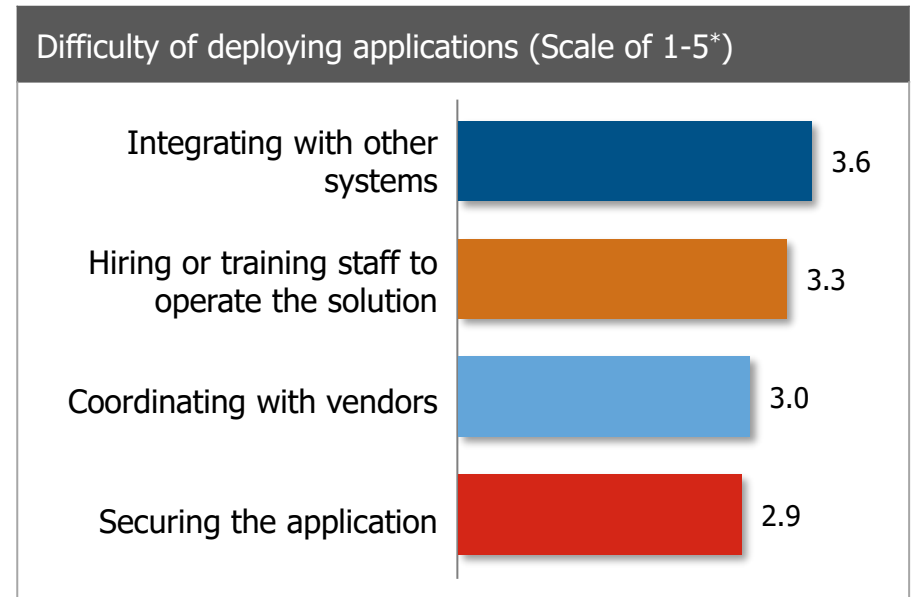 Difficulty of deploying applications (Scale of 1-5*)
Integrating with other
systems
3.6
Hiring or training staff to
operate the solution
3.3
Coordinating with vendors
3.0
Securing the application
2.9